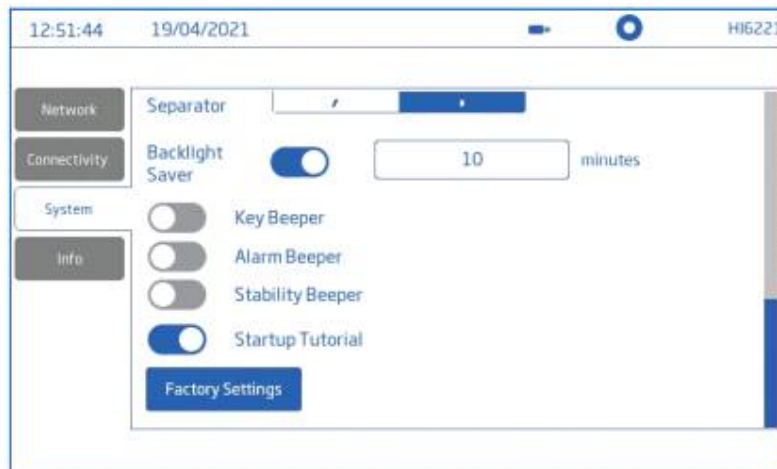 12:51:44 19/04/2021 HI6221
Network
Separator , .
Connectivity
Backlight Saver 10 minutes
System
Key Beeper
Info
Alarm Beeper
Stability Beeper
Startup Tutorial
Factory Settings